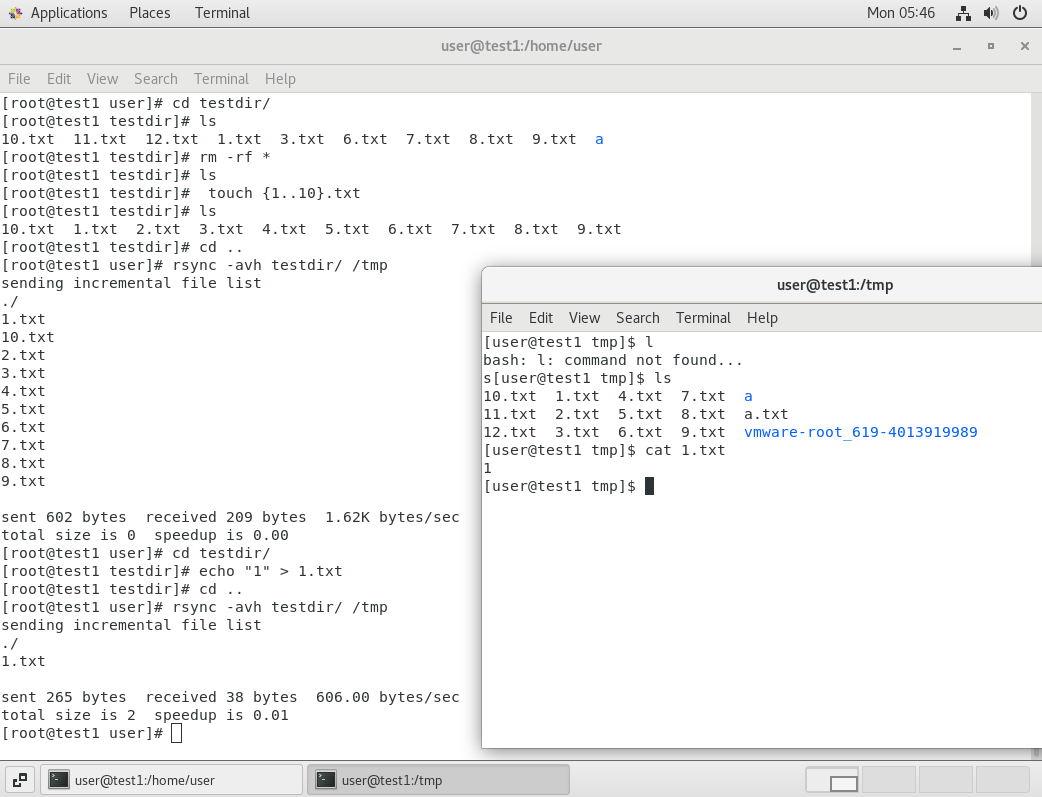 Applications Places Terminal Mon 05:46
user@test1:/home/user
File Edit View Search Terminal Help
[root@test1 user]# cd testdir/
[root@test1 testdir]# ls
10.txt  11.txt  12.txt  1.txt  3.txt  6.txt  7.txt  8.txt  9.txt  a
[root@test1 testdir]# rm -rf *
[root@test1 testdir]# ls
[root@test1 testdir]#  touch {1..10}.txt
[root@test1 testdir]# ls
10.txt  1.txt  2.txt  3.txt  4.txt  5.txt  6.txt  7.txt  8.txt  9.txt
[root@test1 testdir]# cd ..
[root@test1 user]# rsync -avh testdir/ /tmp
sending incremental file list
./
1.txt
10.txt
2.txt
3.txt
4.txt
5.txt
6.txt
7.txt
8.txt
9.txt
sent 602 bytes  received 209 bytes  1.62K bytes/sec
total size is 0  speedup is 0.00
[root@test1 user]# cd testdir/
[root@test1 testdir]# echo "1" > 1.txt
[root@test1 testdir]# cd ..
[root@test1 user]# rsync -avh testdir/ /tmp
sending incremental file list
./
1.txt
sent 265 bytes  received 38 bytes  606.00 bytes/sec
total size is 2  speedup is 0.01
[root@test1 user]#
user@test1:/tmp
File Edit View Search Terminal Help
[user@test1 tmp]$ l
bash: l: command not found...
s[user@test1 tmp]$ ls
10.txt  1.txt  4.txt  7.txt  a
11.txt  2.txt  5.txt  8.txt  a.txt
12.txt  3.txt  6.txt  9.txt  vmware-root_619-4013919989
[user@test1 tmp]$ cat 1.txt
1
[user@test1 tmp]$
user@test1:/home/user
user@test1:/tmp